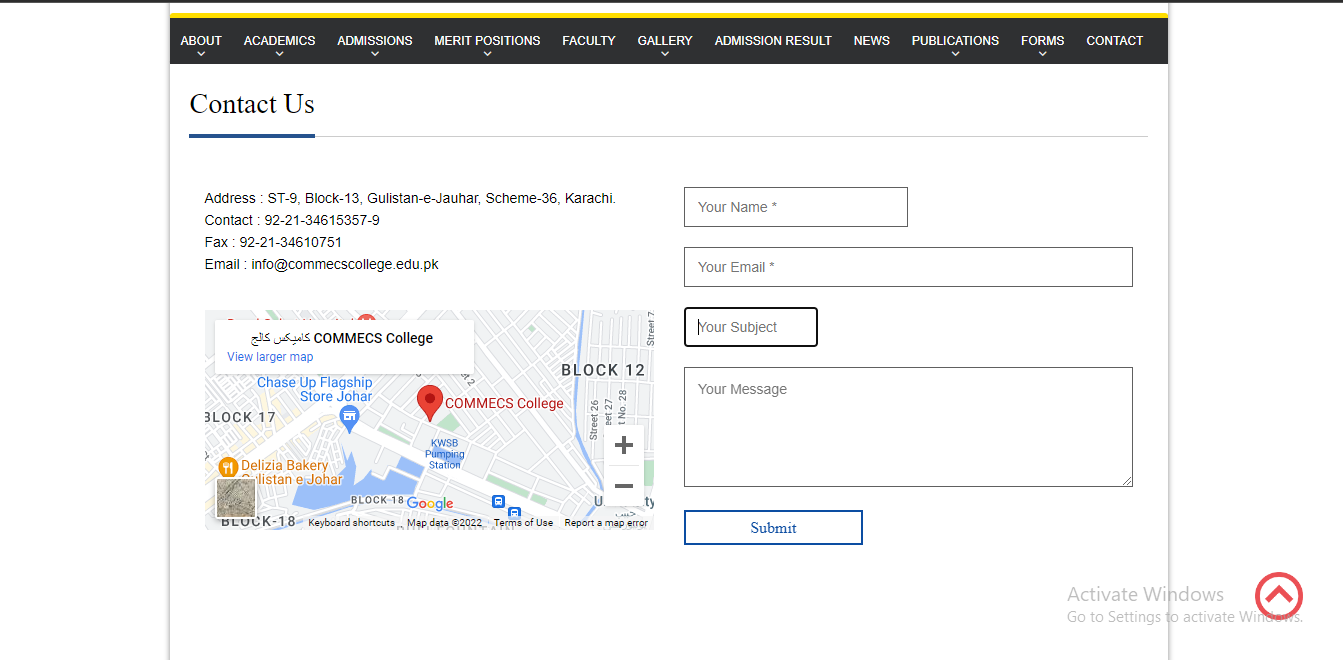 ABOUT ACADEMICS ADMISSIONS MERIT POSITIONS FACULTY GALLERY ADMISSION RESULT NEWS PUBLICATIONS FORMS CONTACT
Contact Us
Address : ST-9, Block-13, Gulistan-e-Jauhar, Scheme-36, Karachi.
Contact : 92-21-34615357-9
Fax : 92-21-34610751
Email : info@commecscollege.edu.pk
COMMECS College کامیکس کالج
View larger map
Chase Up Flagship
Store Johar
BLOCK 12
BLOCK 17
COMMECS College
KWSB
Pumping
Station
Street 26
Street 7
No. 28
Delizia Bakery
Gulistan e Johar
BLOCK-18
BLOCK-18
Google
Keyboard shortcuts Map data ©2022 Terms of Use Report a map error
Your Name *
Your Email *
Your Subject
Your Message
Submit
Activate Windows
Go to Settings to activate Windows.